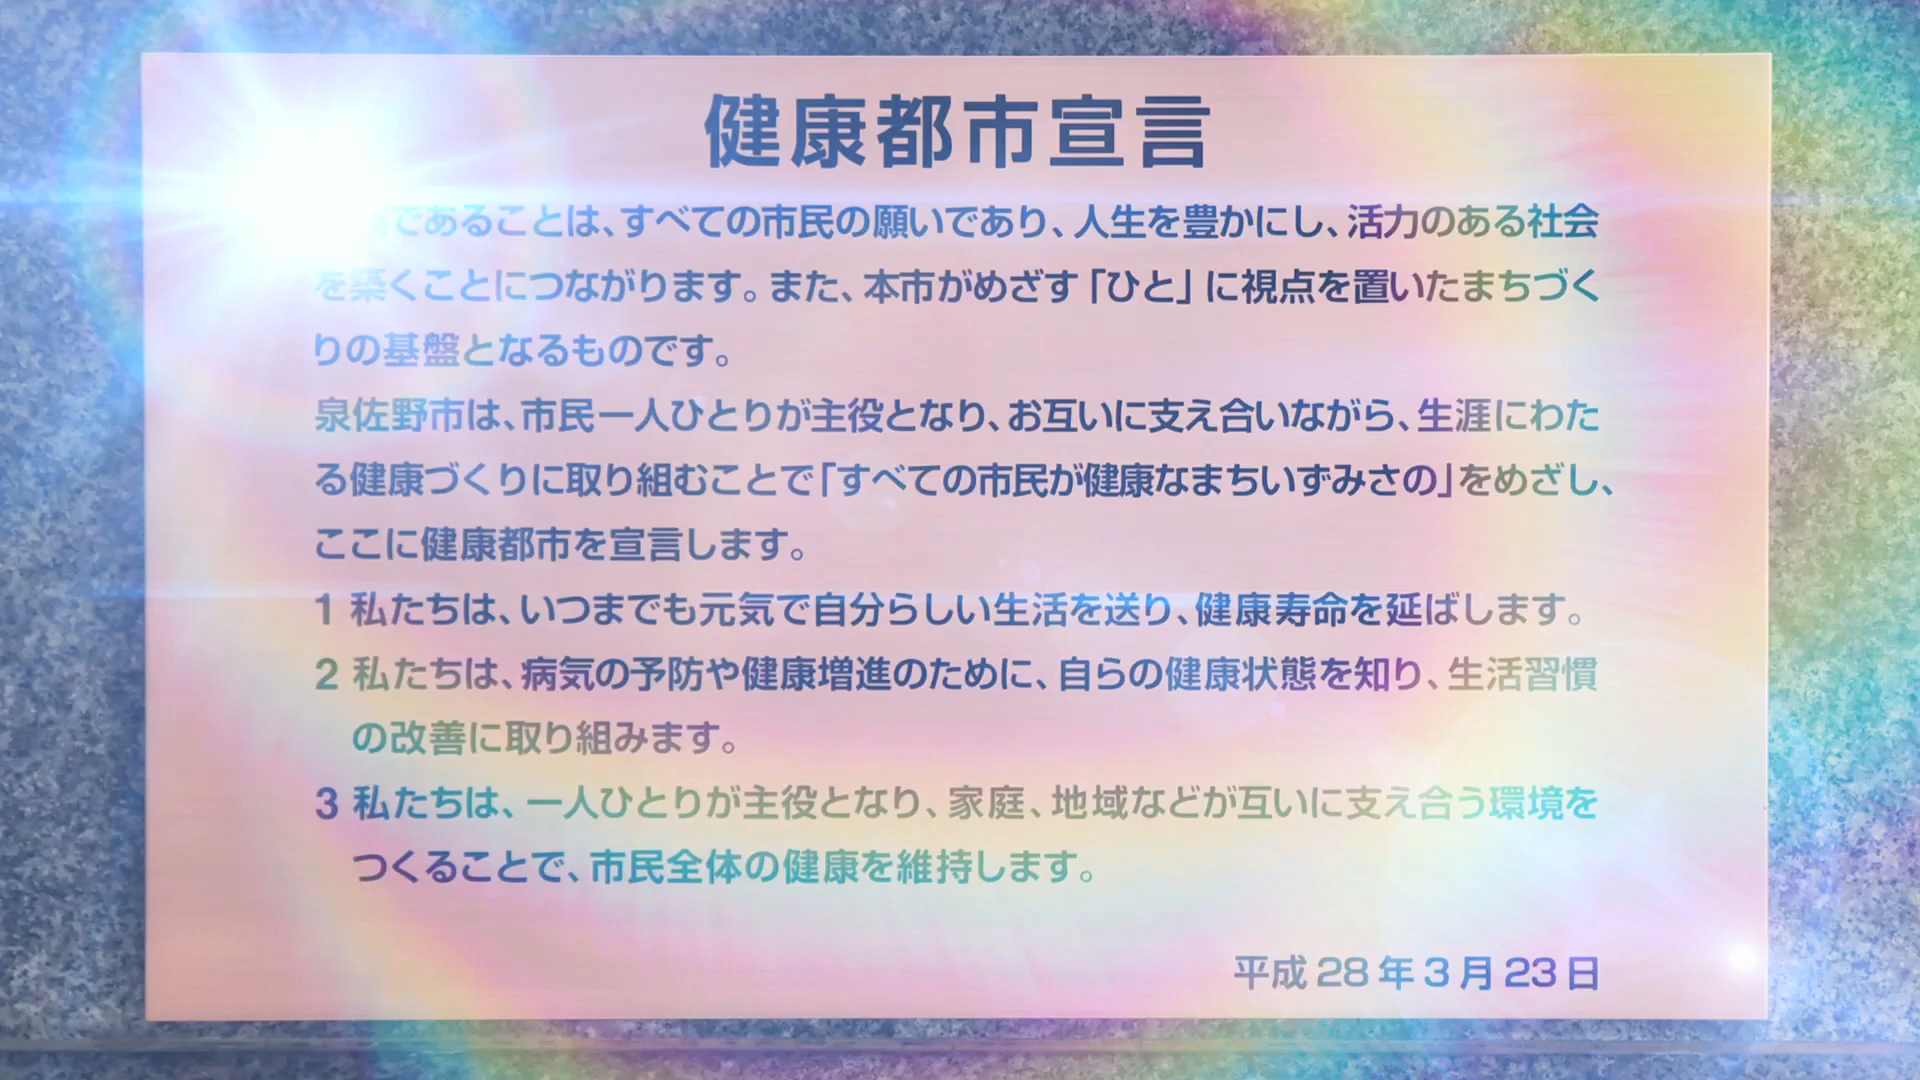 健康都市宣言
であることは、すべての市民の願いであり、人生を豊かにし、活力のある社会
を築くことにつながります。また、本市がめざす「ひと」に視点を置いたまちづく
りの基盤となるものです。
泉佐野市は、市民一人ひとりが主役となり、お互いに支え合いながら、生涯にわた
る健康づくりに取り組むことで「すべての市民が健康なまちいずみさの」をめざし、
ここに健康都市を宣言します。
1 私たちは、いつまでも元気で自分らしい生活を送り、健康寿命を延ばします。
2 私たちは、病気の予防や健康増進のために、自らの健康状態を知り、生活習慣
の改善に取り組みます。
3 私たちは、一人ひとりが主役となり、家庭、地域などが互いに支え合う環境を
つくることで、市民全体の健康を維持します。
平成28年3月23日